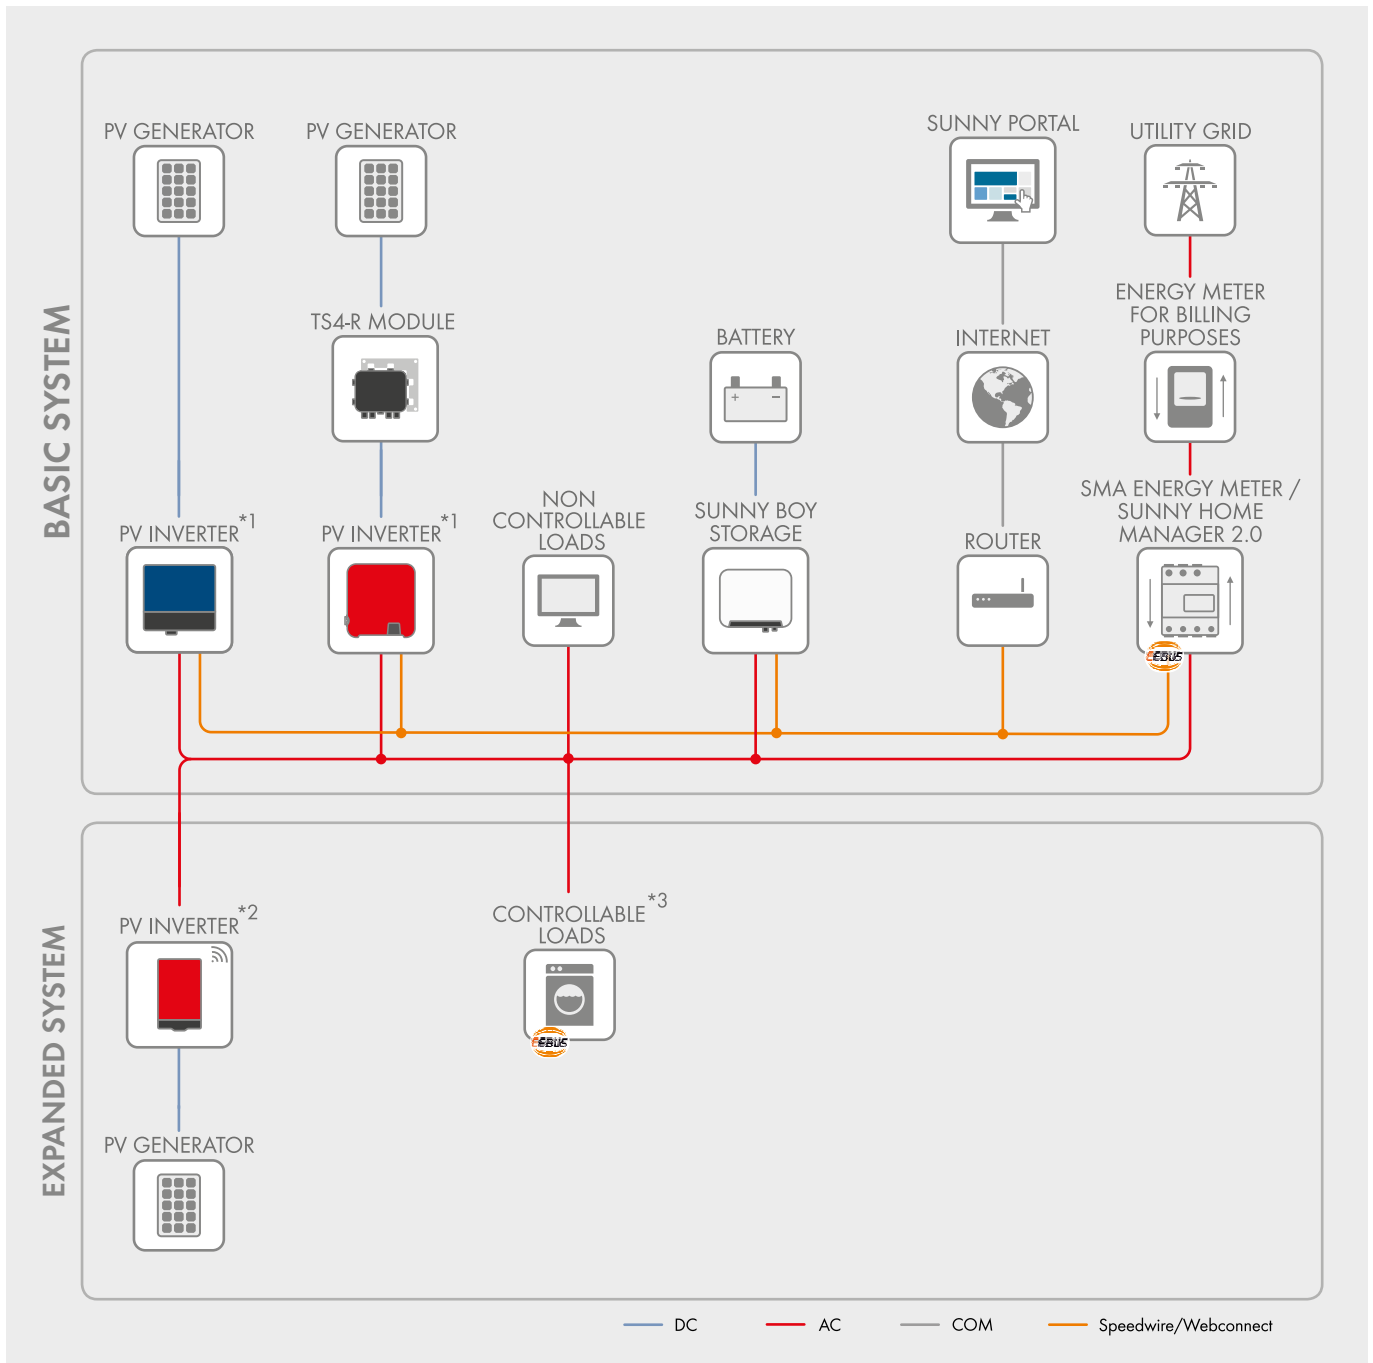 BASIC SYSTEM
PV GENERATOR
PV GENERATOR
SUNNY PORTAL
UTILITY GRID
TS4-R MODULE
BATTERY
INTERNET
ENERGY METER
FOR BILLING
PURPOSES
PV INVERTER*1
PV INVERTER*1
NON
CONTROLLABLE
LOADS
SUNNY BOY
STORAGE
ROUTER
SMA ENERGY METER /
SUNNY HOME
MANAGER 2.0
EEBUS
EXPANDED SYSTEM
PV INVERTER*2
CONTROLLABLE*3
LOADS
EEBUS
PV GENERATOR
DC
AC
COM
Speedwire/Webconnect